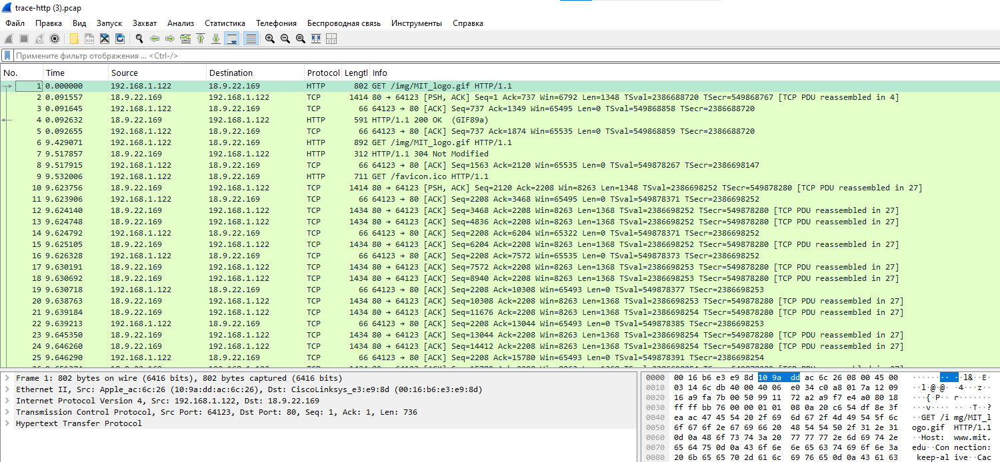 trace-http (3).pcap
Файл Правка Вид Запуск Захват Анализ Статистика Телефония Беспроводная связь Инструменты Справка
Примените фильтр отображения ... <Ctrl-/>
No. Time Source Destination Protocol Lengtl Info
1 0.000000 192.168.1.122 18.9.22.169 HTTP 802 GET /img/MIT_logo.gif HTTP/1.1
2 0.091557 18.9.22.169 192.168.1.122 TCP 1414 80 → 64123 [PSH, ACK] Seq=1 Ack=737 Win=6792 Len=1348 TSval=2386688720 TSecr=549868767 [TCP PDU reassembled in 4]
3 0.091645 192.168.1.122 18.9.22.169 TCP 66 64123 → 80 [ACK] Seq=737 Ack=1349 Win=65495 Len=0 TSval=549868858 TSecr=2386688720
4 0.092632 18.9.22.169 192.168.1.122 HTTP 591 HTTP/1.1 200 OK (GIF89a)
5 0.092655 192.168.1.122 18.9.22.169 TCP 66 64123 → 80 [ACK] Seq=737 Ack=1874 Win=65535 Len=0 TSval=549868859 TSecr=2386688720
6 9.429071 192.168.1.122 18.9.22.169 HTTP 892 GET /img/MIT_logo.gif HTTP/1.1
7 9.517857 18.9.22.169 192.168.1.122 HTTP 312 HTTP/1.1 304 Not Modified
8 9.517915 192.168.1.122 18.9.22.169 TCP 66 64123 → 80 [ACK] Seq=1563 Ack=2120 Win=65535 Len=0 TSval=549878267 TSecr=2386698147
9 9.532006 192.168.1.122 18.9.22.169 HTTP 711 GET /favicon.ico HTTP/1.1
10 9.623756 18.9.22.169 192.168.1.122 TCP 1414 80 → 64123 [PSH, ACK] Seq=2120 Ack=2208 Win=8263 Len=1348 TSval=2386698252 TSecr=549878280 [TCP PDU reassembled in 27]
11 9.623906 192.168.1.122 18.9.22.169 TCP 66 64123 → 80 [ACK] Seq=2208 Ack=3468 Win=65495 Len=0 TSval=549878371 TSecr=2386698252
12 9.624140 18.9.22.169 192.168.1.122 TCP 1434 80 → 64123 [ACK] Seq=3468 Ack=2208 Win=8263 Len=1368 TSval=2386698252 TSecr=549878280 [TCP PDU reassembled in 27]
13 9.624748 18.9.22.169 192.168.1.122 TCP 1434 80 → 64123 [ACK] Seq=4836 Ack=2208 Win=8263 Len=1368 TSval=2386698252 TSecr=549878280 [TCP PDU reassembled in 27]
14 9.624792 192.168.1.122 18.9.22.169 TCP 66 64123 → 80 [ACK] Seq=2208 Ack=6204 Win=65322 Len=0 TSval=549878371 TSecr=2386698252
15 9.625105 18.9.22.169 192.168.1.122 TCP 1434 80 → 64123 [ACK] Seq=6204 Ack=2208 Win=8263 Len=1368 TSval=2386698252 TSecr=549878280 [TCP PDU reassembled in 27]
16 9.626328 192.168.1.122 18.9.22.169 TCP 66 64123 → 80 [ACK] Seq=2208 Ack=7572 Win=65535 Len=0 TSval=549878373 TSecr=2386698252
17 9.630191 18.9.22.169 192.168.1.122 TCP 1434 80 → 64123 [ACK] Seq=7572 Ack=2208 Win=8263 Len=1368 TSval=2386698253 TSecr=549878280 [TCP PDU reassembled in 27]
18 9.630692 18.9.22.169 192.168.1.122 TCP 1434 80 → 64123 [ACK] Seq=8940 Ack=2208 Win=8263 Len=1368 TSval=2386698253 TSecr=549878280 [TCP PDU reassembled in 27]
19 9.630718 192.168.1.122 18.9.22.169 TCP 66 64123 → 80 [ACK] Seq=2208 Ack=10308 Win=65493 Len=0 TSval=549878377 TSecr=2386698253
20 9.638763 18.9.22.169 192.168.1.122 TCP 1434 80 → 64123 [ACK] Seq=10308 Ack=2208 Win=8263 Len=1368 TSval=2386698253 TSecr=549878280 [TCP PDU reassembled in 27]
21 9.639184 18.9.22.169 192.168.1.122 TCP 1434 80 → 64123 [ACK] Seq=11676 Ack=2208 Win=8263 Len=1368 TSval=2386698254 TSecr=549878280 [TCP PDU reassembled in 27]
22 9.639213 192.168.1.122 18.9.22.169 TCP 66 64123 → 80 [ACK] Seq=2208 Ack=13044 Win=65493 Len=0 TSval=549878385 TSecr=2386698253
23 9.645350 18.9.22.169 192.168.1.122 TCP 1434 80 → 64123 [ACK] Seq=13044 Ack=2208 Win=8263 Len=1368 TSval=2386698254 TSecr=549878280 [TCP PDU reassembled in 27]
24 9.646260 18.9.22.169 192.168.1.122 TCP 1434 80 → 64123 [ACK] Seq=14412 Ack=2208 Win=8263 Len=1368 TSval=2386698254 TSecr=549878280 [TCP PDU reassembled in 27]
25 9.646290 192.168.1.122 18.9.22.169 TCP 66 64123 → 80 [ACK] Seq=2208 Ack=15780 Win=65493 Len=0 TSval=549878391 TSecr=2386698254
Frame 1: 802 bytes on wire (6416 bits), 802 bytes captured (6416 bits)
Ethernet II, Src: Apple_ac:6c:26 (10:9a:dd:ac:6c:26), Dst: CiscoLinksys_e3:e9:8d (00:16:b6:e3:e9:8d)
Internet Protocol Version 4, Src: 192.168.1.122, Dst: 18.9.22.169
Transmission Control Protocol, Src Port: 64123, Dst Port: 80, Seq: 1, Ack: 1, Len: 736
Hypertext Transfer Protocol
0000 00 16 b6 e3 e9 8d 10 9a dd ac 6c 26 08 00 45 00 ········ ··l&··E·
0010 03 14 6c db 40 00 40 06 e0 34 c0 a8 01 7a 12 09 ··l·@·@· ·4···z··
0020 16 a9 fa 7b 00 50 99 11 72 a2 a9 f7 e4 a0 80 18 ···{·P·· r·······
0030 ff ff bb 76 00 00 01 01 08 0a 20 c6 54 df 8e 3f ···v···· ·· ·T··?
0040 ea ac 47 45 54 20 2f 69 6d 67 2f 4d 49 54 5f 6c ··GET /i mg/MIT_l
0050 6f 67 6f 2e 67 69 66 20 48 54 54 50 2f 31 2e 31 ogo.gif HTTP/1.1
0060 0d 0a 48 6f 73 74 3a 20 77 77 77 2e 6d 69 74 2e ··Host: www.mit.
0070 65 64 75 0d 0a 43 6f 6e 6e 65 63 74 69 6f 6e 3a edu··Con nection:
0080 20 6b 65 65 70 2d 61 6c 69 76 65 0d 0a 43 61 63 keep-al ive··Cac